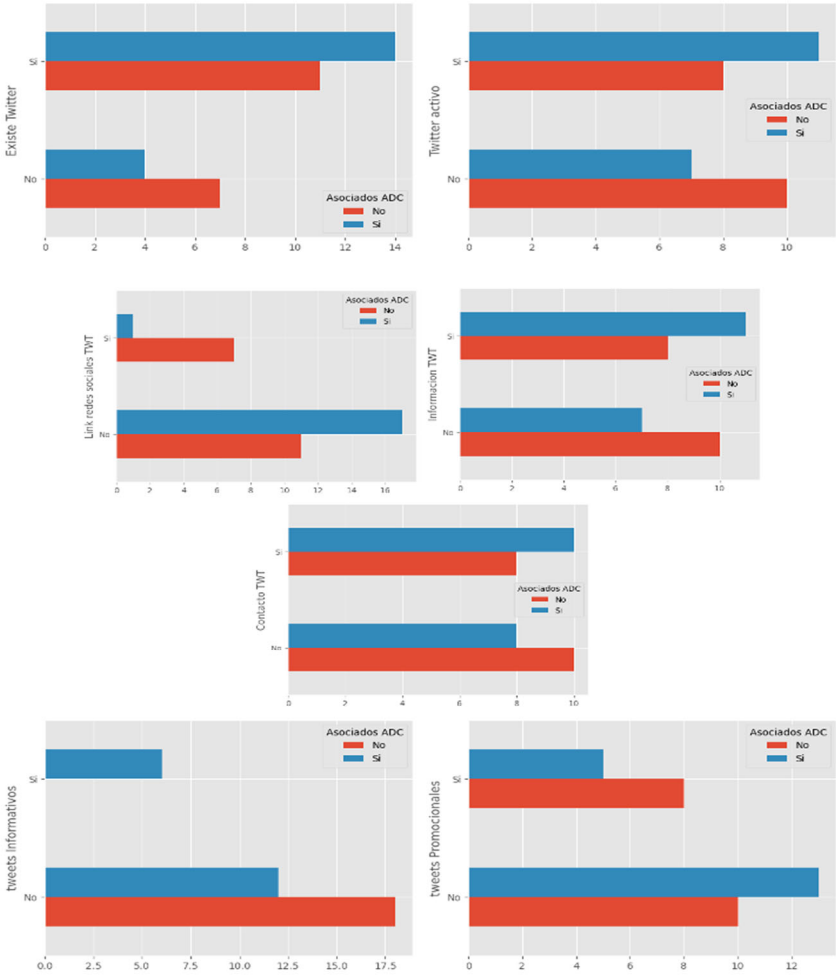 Existe Twitter
Si
No
0 2 4 6 8 10 12 14
Asociados ADC
No
Sí
Twitter activo
Si
No
0 2 4 6 8 10
Asociados ADC
No
Si
Link redes sociales TWT
Si
No
0 2 4 6 8 10 12 14 16
Asociados ADC
No
Si
Informacion TWT
Si
No
0 2 4 6 8 10
Asociados ADC
No
Si
Contacto TWT
Si
No
0 2 4 6 8 10
Asociados ADC
No
Si
tweets Informativos
Si
No
0.0 2.5 5.0 7.5 10.0 12.5 15.0 17.5
Asociados ADC
No
Sí
tweets Promocionales
Si
No
0 2 4 6 8 10 12
Asociados ADC
No
Si